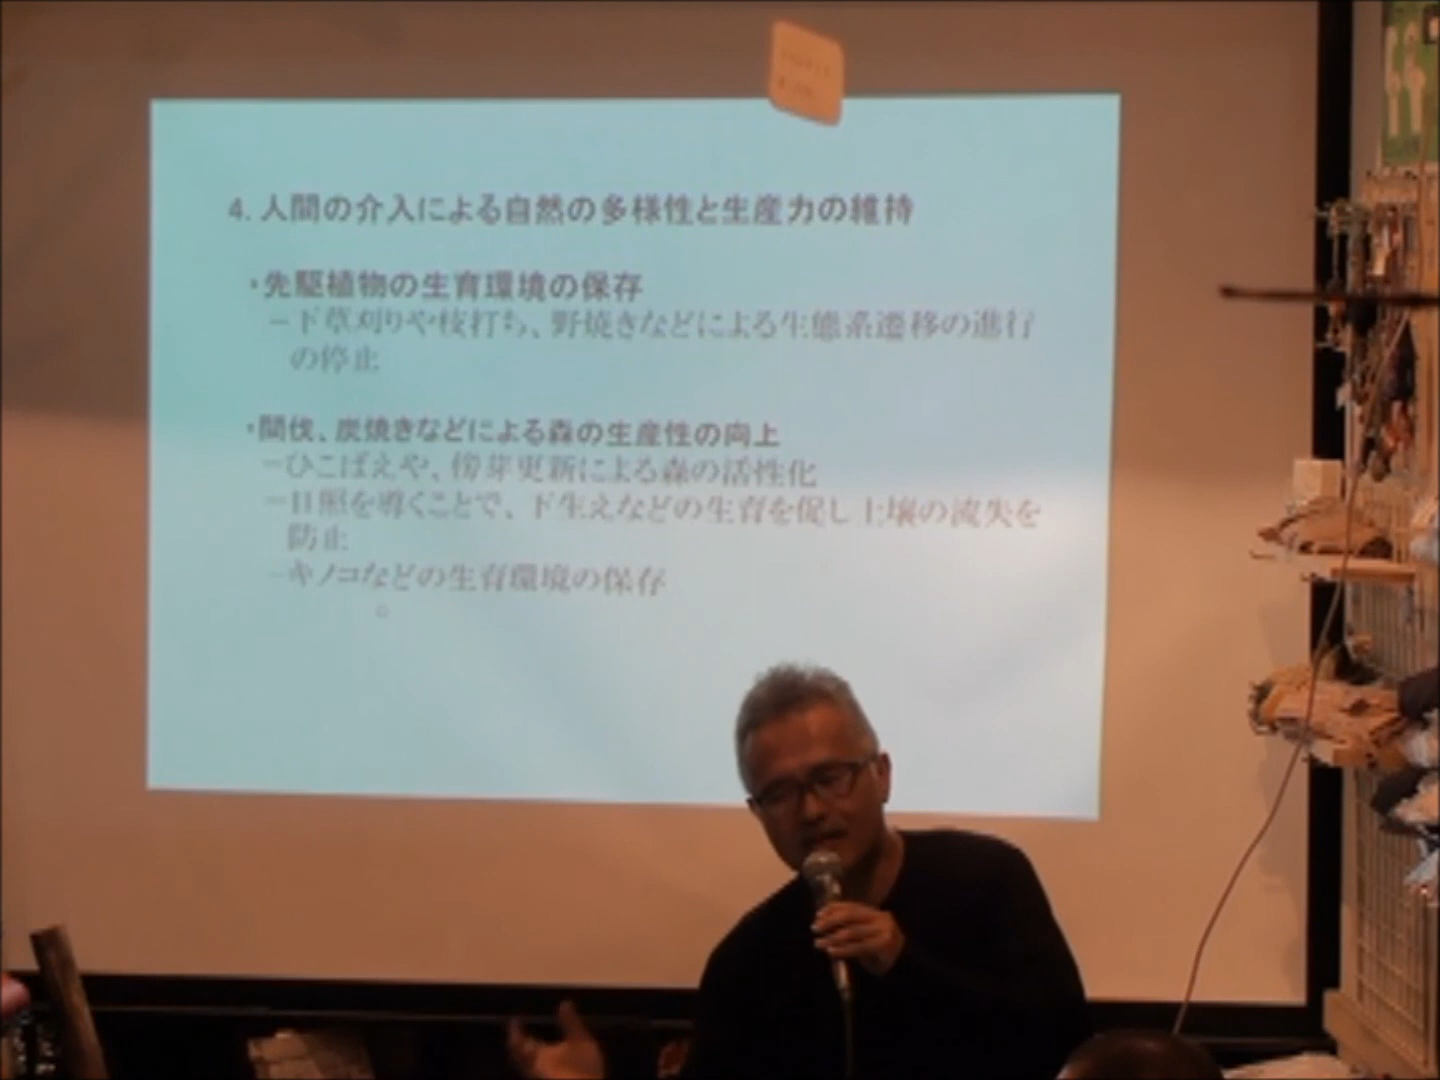 4. 人間の介入による自然の多様性と生産力の維持
・先駆植物の生育環境の保存
－下草刈りや枝打ち、野焼きなどによる生態系遷移の進行
の停止
・間伐、炭焼きなどによる森の生産性の向上
－ひこばえや、傍芽更新による森の活性化
－日照を導くことで、下生えなどの生育を促し土壌の流失を
防止
－キノコなどの生育環境の保存
。